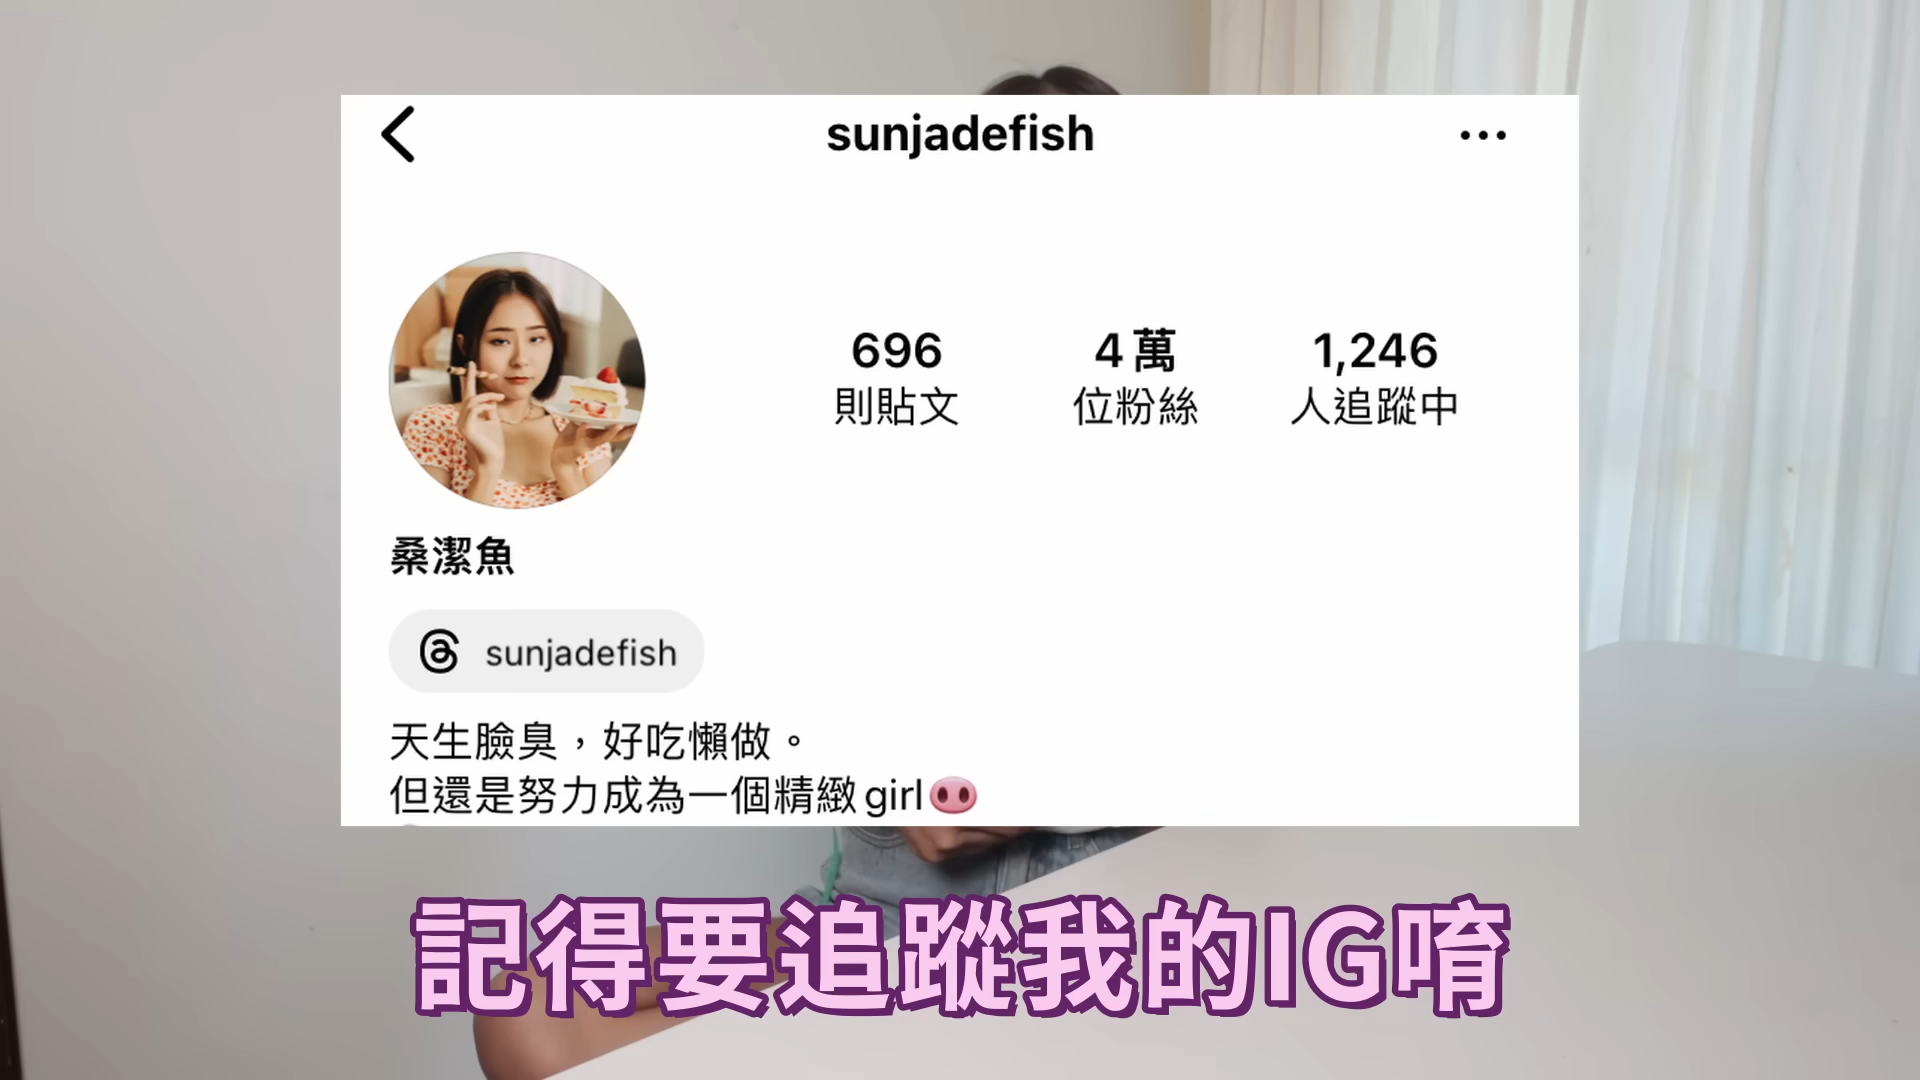 sunjadefish
696
4萬
1,246
則貼文
位粉絲
人追蹤中
桑潔魚
sunjadefish
天生臉臭，好吃懶做。
但還是努力成為一個精緻girl🐽
記得要追蹤我的IG唷